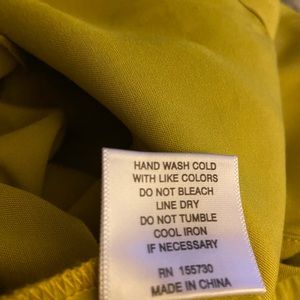 HAND WASH COLD
WITH LIKE COLORS
DO NOT BLEACH
LINE DRY
DO NOT TUMBLE
COOL IRON
IF NECESSARY
RN 155730
MADE IN CHINA